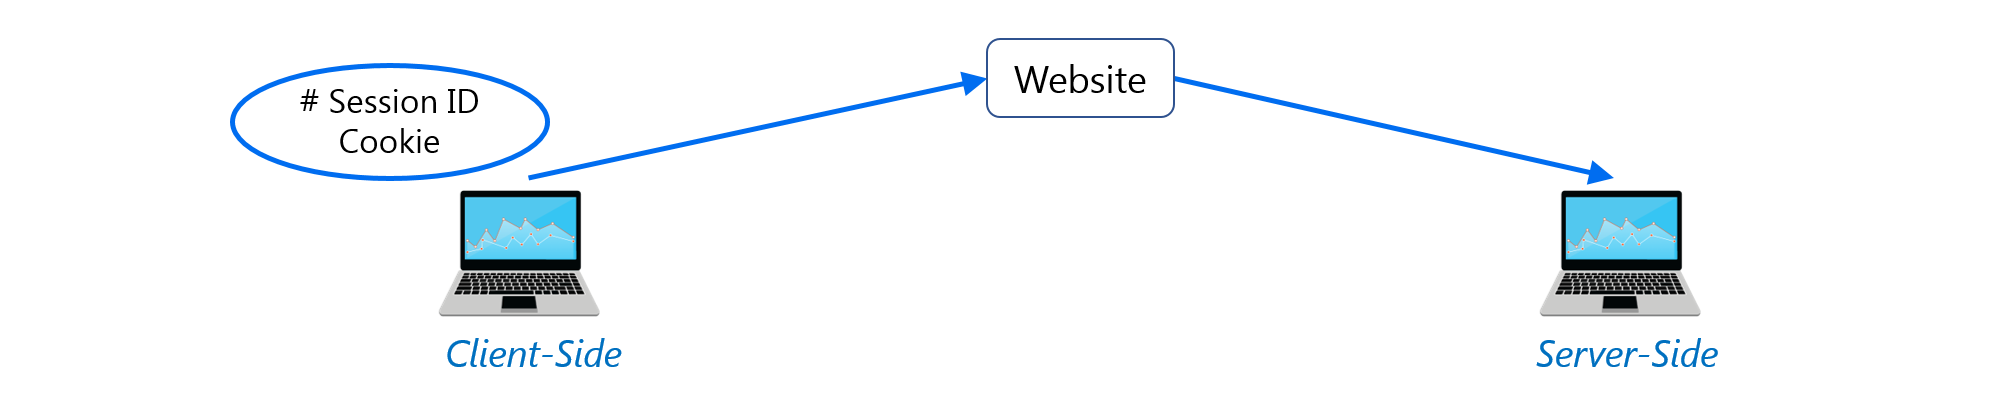 # Session ID
Cookie
Website
Client-Side
Server-Side